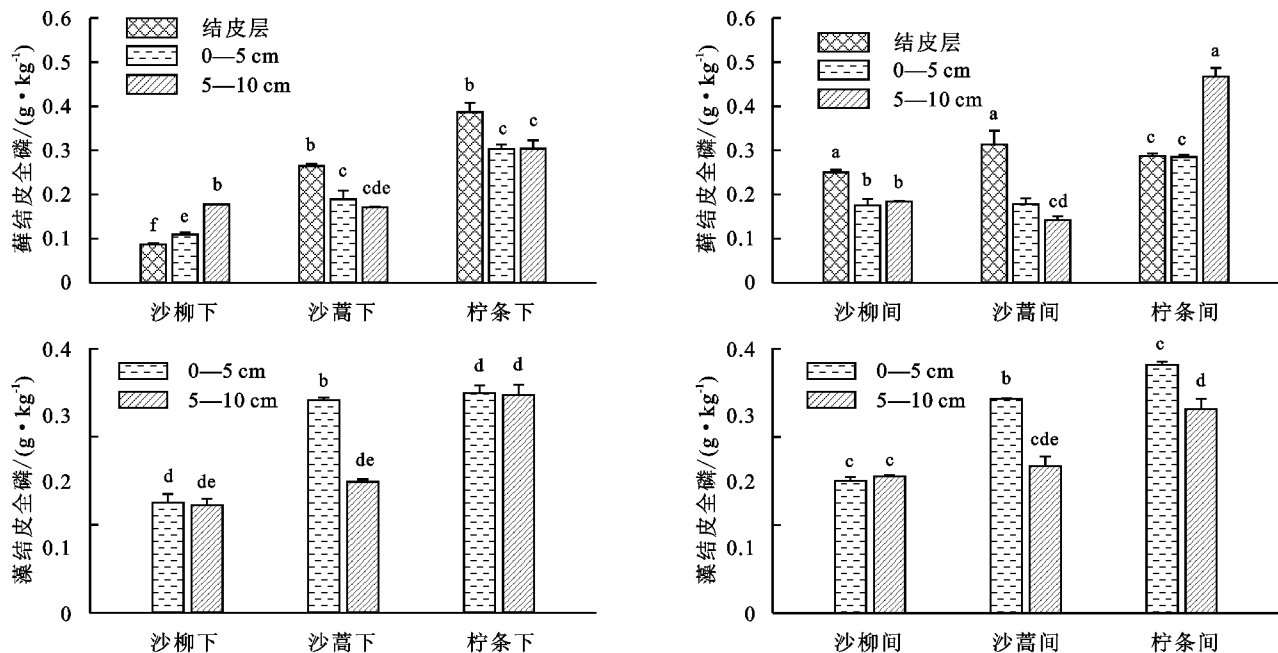 藓结皮全磷/(g·kg⁻¹)
0.6
0.5
0.4
0.3
0.2
0.1
0
结皮层
0—5 cm
5—10 cm
f e b
b c cde
b c c
沙柳下 沙蒿下 柠条下
藓结皮全磷/(g·kg⁻¹)
0.6
0.5
0.4
0.3
0.2
0.1
0
结皮层
0—5 cm
5—10 cm
a b b
a c cd
c c a
沙柳间 沙蒿间 柠条间
藻结皮全磷/(g·kg⁻¹)
0.4
0.3
0.2
0.1
0
0—5 cm
5—10 cm
d de
b de
d d
沙柳下 沙蒿下 柠条下
藻结皮全磷/(g·kg⁻¹)
0.4
0.3
0.2
0.1
0
0—5 cm
5—10 cm
c c
b cde
c d
沙柳间 沙蒿间 柠条间